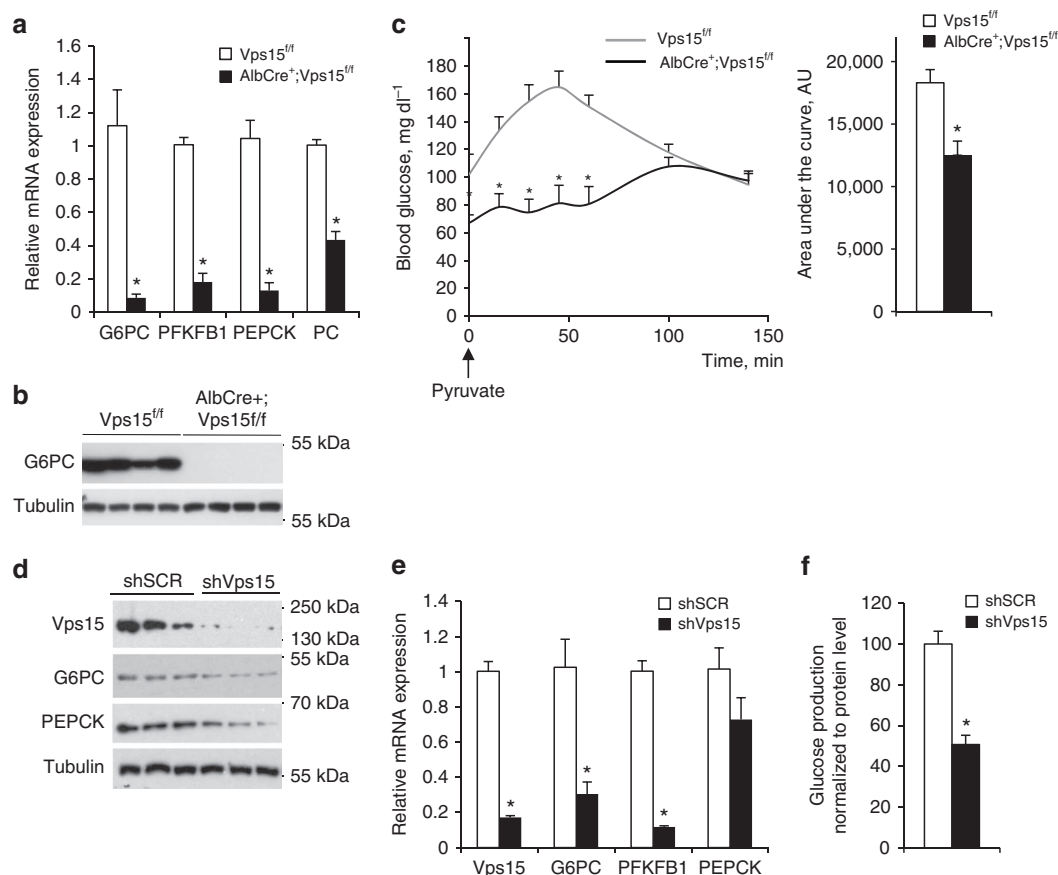 a
1.6
1.4
1.2
1
0.8
0.6
0.4
0.2
0
Relative mRNA expression
Vps15f/f
AlbCre+;Vps15f/f
*
*
*
*
G6PC PFKFB1 PEPCK PC
c
Vps15f/f
AlbCre+;Vps15f/f
180
160
140
120
100
80
60
40
20
0
Blood glucose, mg dl–1
* * * * *
0 50 100 150
Time, min
Pyruvate
Vps15f/f
AlbCre+;Vps15f/f
20,000
15,000
10,000
5,000
0
Area under the curve, AU
*
b
AlbCre+;
Vps15f/f Vps15f/f
55 kDa
G6PC
Tubulin
55 kDa
d
shSCR shVps15
250 kDa
Vps15
130 kDa
55 kDa
G6PC
70 kDa
PEPCK
Tubulin
55 kDa
e
1.4
1.2
1
0.8
0.6
0.4
0.2
0
Relative mRNA expression
shSCR
shVps15
*
*
*
Vps15 G6PC PFKFB1 PEPCK
f
120
100
80
60
40
20
0
Glucose production
normalized to protein level
shSCR
shVps15
*